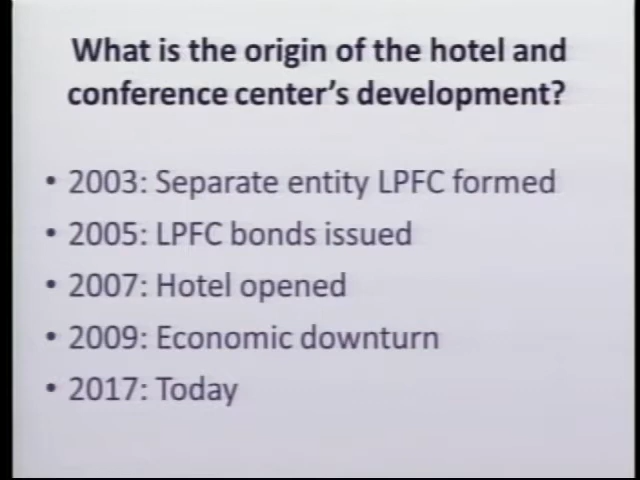 What is the origin of the hotel and
conference center's development?
• 2003: Separate entity LPFC formed
• 2005: LPFC bonds issued
• 2007: Hotel opened
• 2009: Economic downturn
• 2017: Today